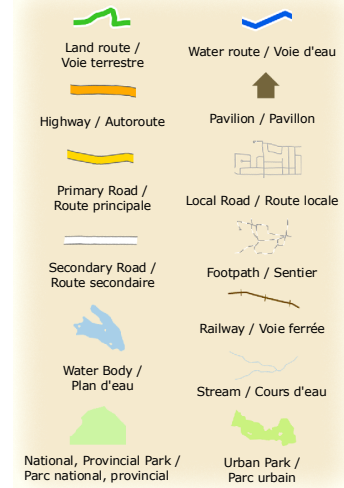 Land route /
Voie terrestre
Water route / Voie d'eau
Highway / Autoroute
Pavilion / Pavillon
Primary Road /
Route principale
Local Road / Route locale
Secondary Road /
Route secondaire
Footpath / Sentier
Railway / Voie ferrée
Water Body /
Plan d'eau
Stream / Cours d'eau
National, Provincial Park /
Parc national, provincial
Urban Park /
Parc urbain